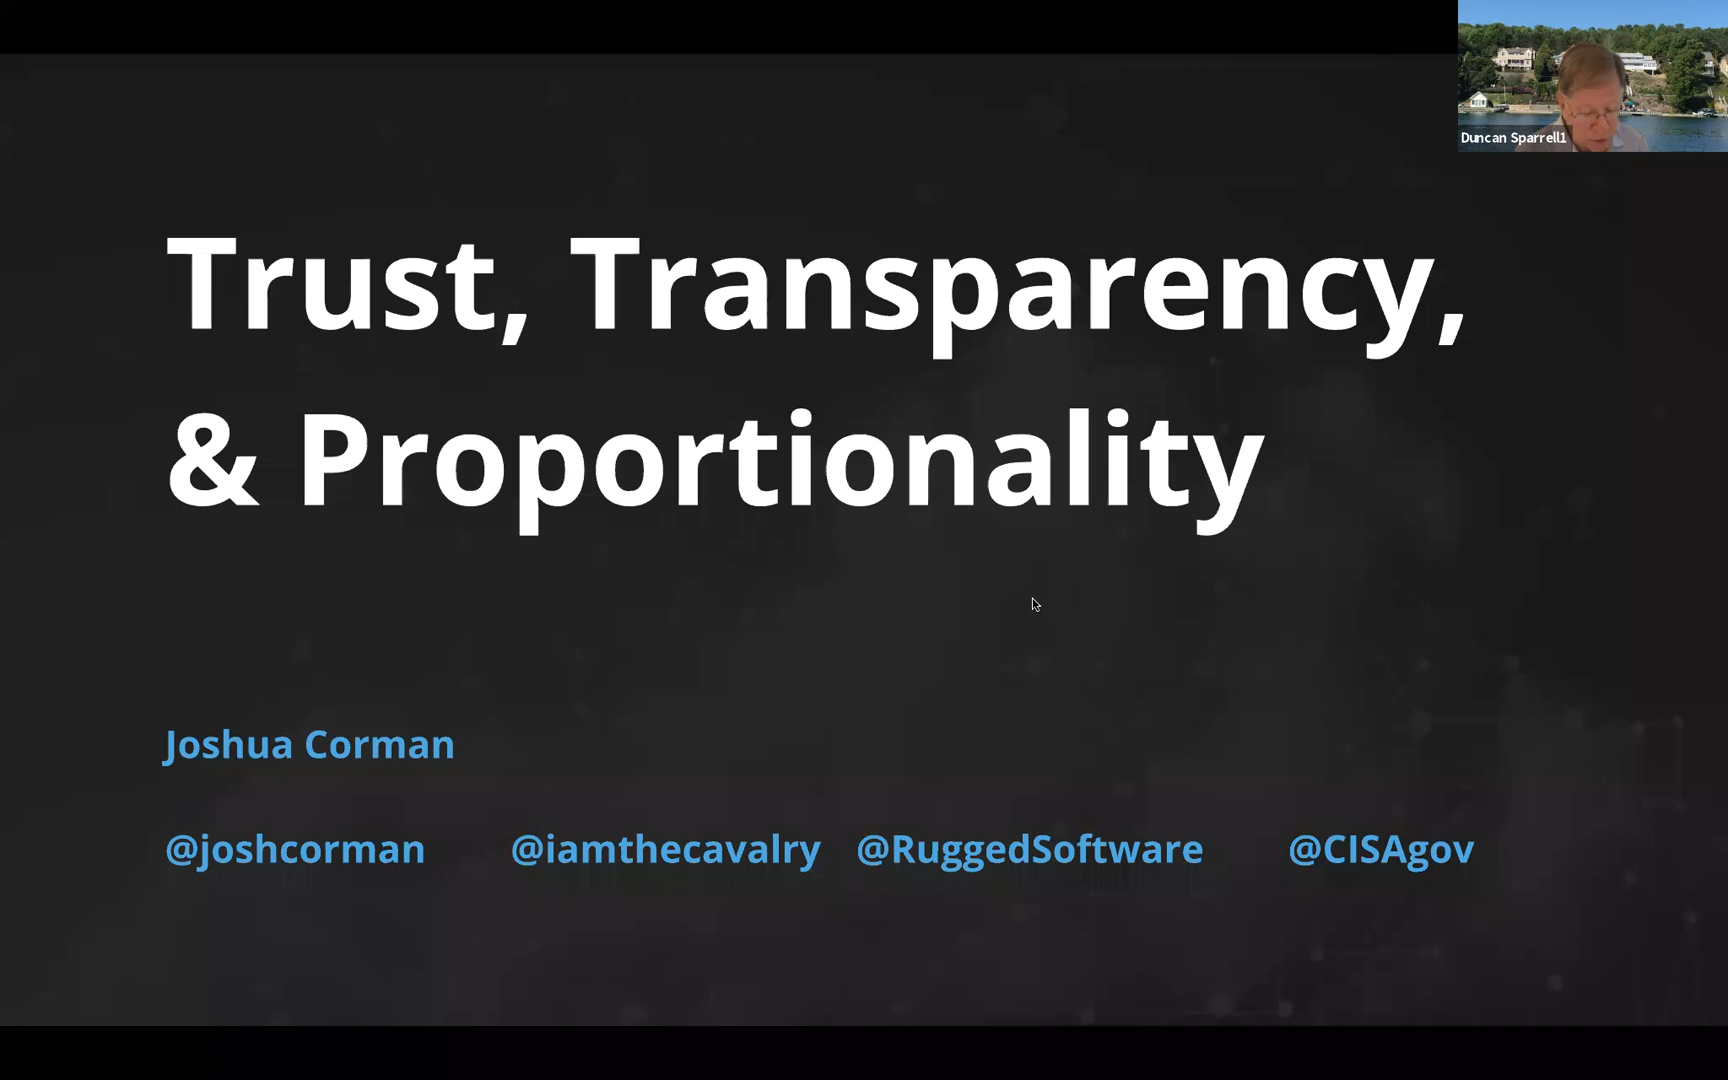 Duncan Sparrell1
Trust, Transparency,
& Proportionality
Joshua Corman
@joshcorman @iamthecavalry @RuggedSoftware @CISAgov